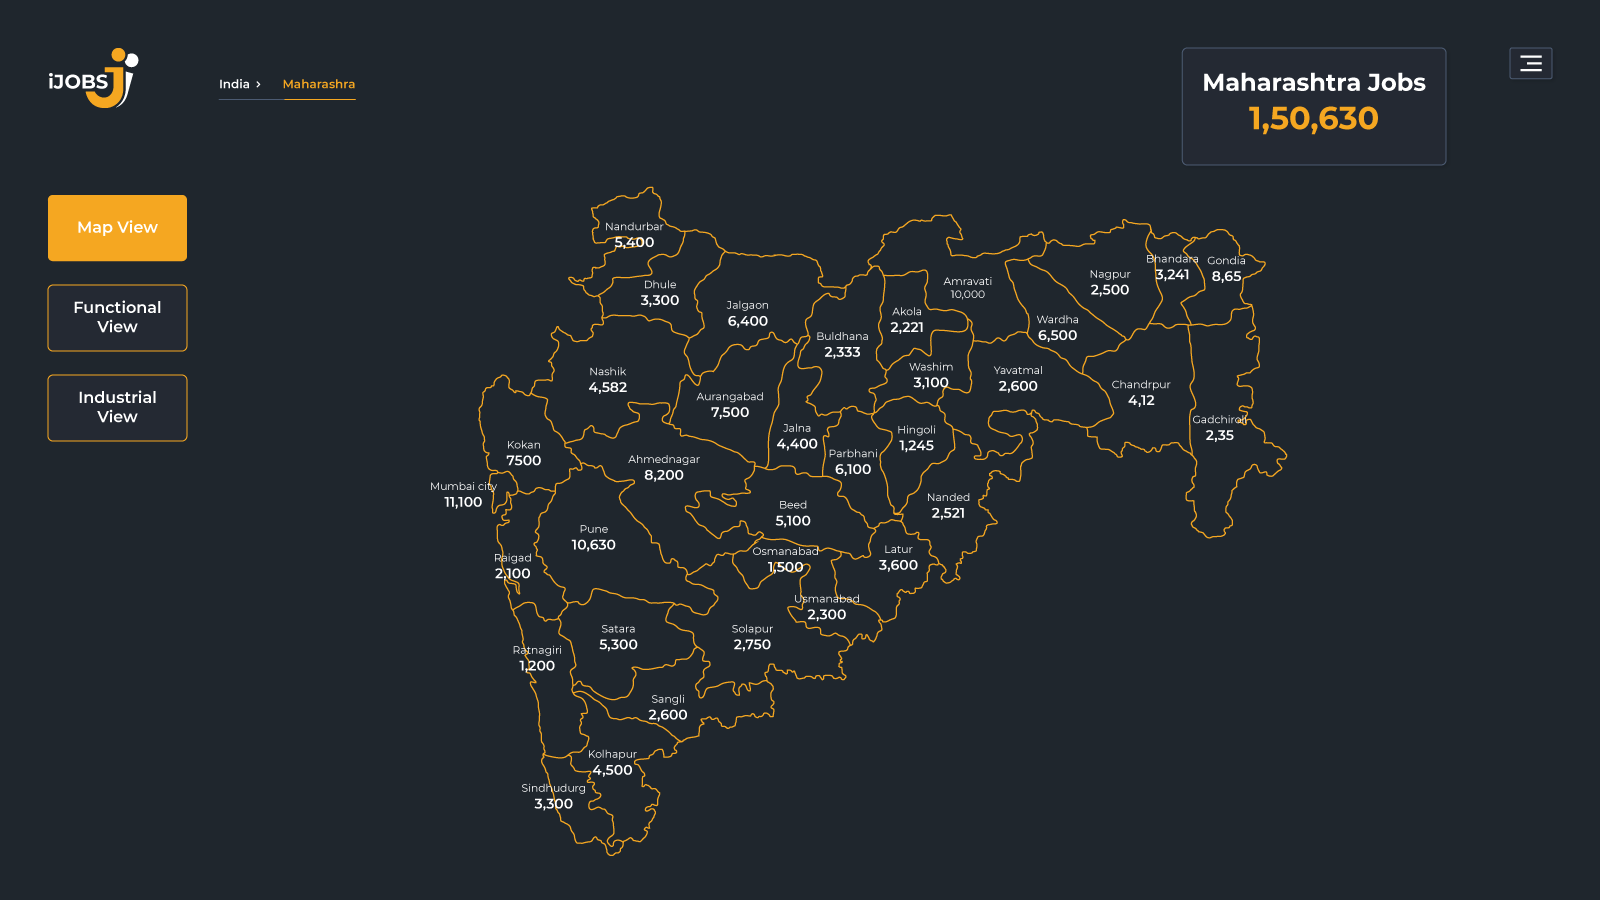 iJOBS
India >
Maharashra
Maharashtra Jobs
1,50,630
Map View
Functional
View
Industrial
View
Nandurbar
5,400
Dhule
3,300
Jalgaon
6,400
Buldhana
2,333
Akola
2,221
Amravati
10,000
Wardha
6,500
Nagpur
2,500
Bhandara
3,241
Gondia
8,65
Nashik
4,582
Aurangabad
7,500
Jalna
4,400
Washim
3,100
Yavatmal
2,600
Chandrpur
4,12
Gadchiroli
2,35
Kokan
7500
Ahmednagar
8,200
Parbhani
6,100
Hingoli
1,245
Mumbai city
11,100
Pune
10,630
Beed
5,100
Nanded
2,521
Raigad
2,100
Osmanabad
1,500
Latur
3,600
Usmanabad
2,300
Satara
5,300
Solapur
2,750
Ratnagiri
1,200
Sangli
2,600
Kolhapur
4,500
Sindhudurg
3,300